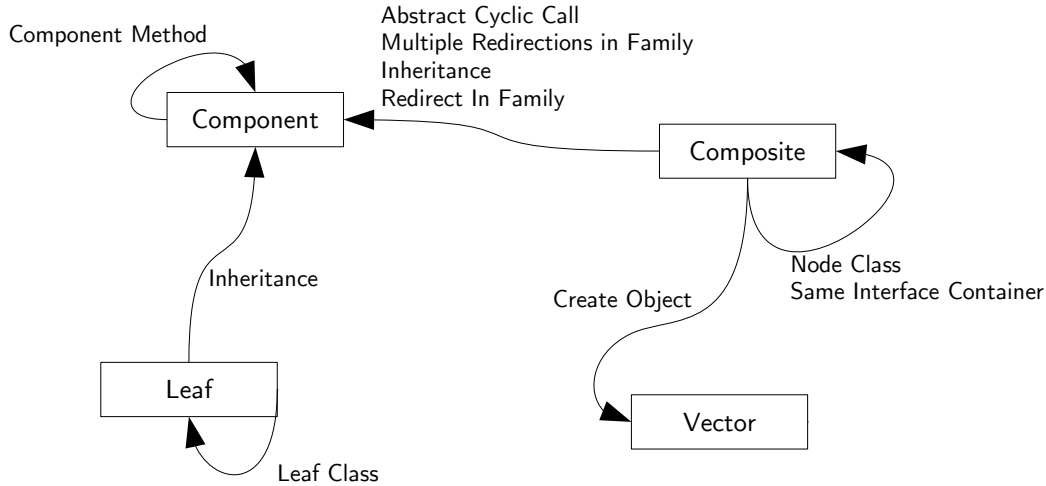 Abstract Cyclic Call
Component Method
Multiple Redirections in Family
Inheritance
Redirect In Family
Component
Composite
Inheritance
Node Class
Same Interface Container
Create Object
Leaf
Vector
Leaf Class